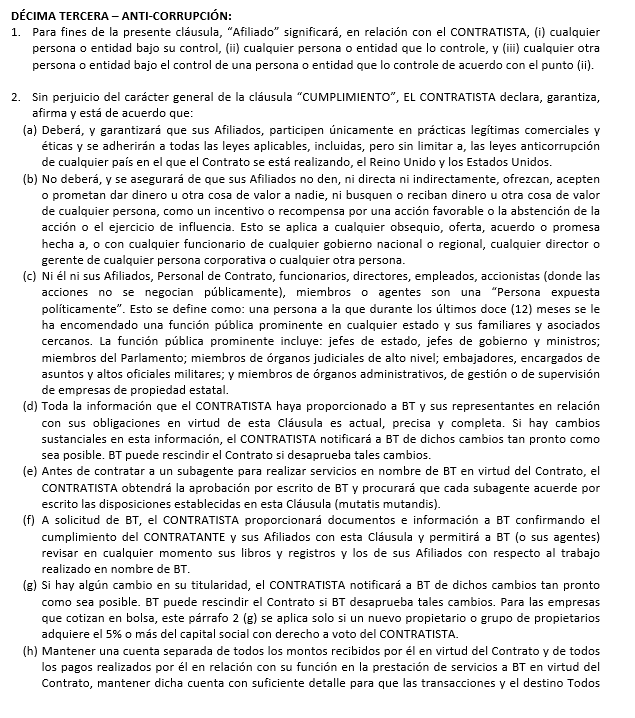 DÉCIMA TERCERA – ANTI-CORRUPCIÓN:
1. Para fines de la presente cláusula, “Afiliado” significará, en relación con el CONTRATISTA, (i) cualquier
persona o entidad bajo su control, (ii) cualquier persona o entidad que lo controle, y (iii) cualquier otra
persona o entidad bajo el control de una persona o entidad que lo controle de acuerdo con el punto (ii).
2. Sin perjuicio del carácter general de la cláusula “CUMPLIMIENTO”, EL CONTRATISTA declara, garantiza,
afirma y está de acuerdo que:
(a) Deberá, y garantizará que sus Afiliados, participen únicamente en prácticas legítimas comerciales y
éticas y se adherirán a todas las leyes aplicables, incluidas, pero sin limitar a, las leyes anticorrupción
de cualquier país en el que el Contrato se está realizando, el Reino Unido y los Estados Unidos.
(b) No deberá, y se asegurará de que sus Afiliados no den, ni directa ni indirectamente, ofrezcan, acepten
o prometan dar dinero u otra cosa de valor a nadie, ni busquen o reciban dinero u otra cosa de valor
de cualquier persona, como un incentivo o recompensa por una acción favorable o la abstención de la
acción o el ejercicio de influencia. Esto se aplica a cualquier obsequio, oferta, acuerdo o promesa
hecha a, o con cualquier funcionario de cualquier gobierno nacional o regional, cualquier director o
gerente de cualquier persona corporativa o cualquier otra persona.
(c) Ni él ni sus Afiliados, Personal de Contrato, funcionarios, directores, empleados, accionistas (donde las
acciones no se negocian públicamente), miembros o agentes son una “Persona expuesta
políticamente”. Esto se define como: una persona a la que durante los últimos doce (12) meses se le
ha encomendado una función pública prominente en cualquier estado y sus familiares y asociados
cercanos. La función pública prominente incluye: jefes de estado, jefes de gobierno y ministros;
miembros del Parlamento; miembros de órganos judiciales de alto nivel; embajadores, encargados de
asuntos y altos oficiales militares; y miembros de órganos administrativos, de gestión o de supervisión
de empresas de propiedad estatal.
(d) Toda la información que el CONTRATISTA haya proporcionado a BT y sus representantes en relación
con sus obligaciones en virtud de esta Cláusula es actual, precisa y completa. Si hay cambios
sustanciales en esta información, el CONTRATISTA notificará a BT de dichos cambios tan pronto como
sea posible. BT puede rescindir el Contrato si desaprueba tales cambios.
(e) Antes de contratar a un subagente para realizar servicios en nombre de BT en virtud del Contrato, el
CONTRATISTA obtendrá la aprobación por escrito de BT y procurará que cada subagente acuerde por
escrito las disposiciones establecidas en esta Cláusula (mutatis mutandis).
(f) A solicitud de BT, el CONTRATISTA proporcionará documentos e información a BT confirmando el
cumplimiento del CONTRATANTE y sus Afiliados con esta Cláusula y permitirá a BT (o sus agentes)
revisar en cualquier momento sus libros y registros y los de sus Afiliados con respecto al trabajo
realizado en nombre de BT.
(g) Si hay algún cambio en su titularidad, el CONTRATISTA notificará a BT de dichos cambios tan pronto
como sea posible. BT puede rescindir el Contrato si BT desaprueba tales cambios. Para las empresas
que cotizan en bolsa, este párrafo 2 (g) se aplica solo si un nuevo propietario o grupo de propietarios
adquiere el 5% o más del capital social con derecho a voto del CONTRATISTA.
(h) Mantener una cuenta separada de todos los montos recibidos por él en virtud del Contrato y de todos
los pagos realizados por él en relación con su función en la prestación de servicios a BT en virtud del
Contrato, mantener dicha cuenta con suficiente detalle para que las transacciones y el destino Todos